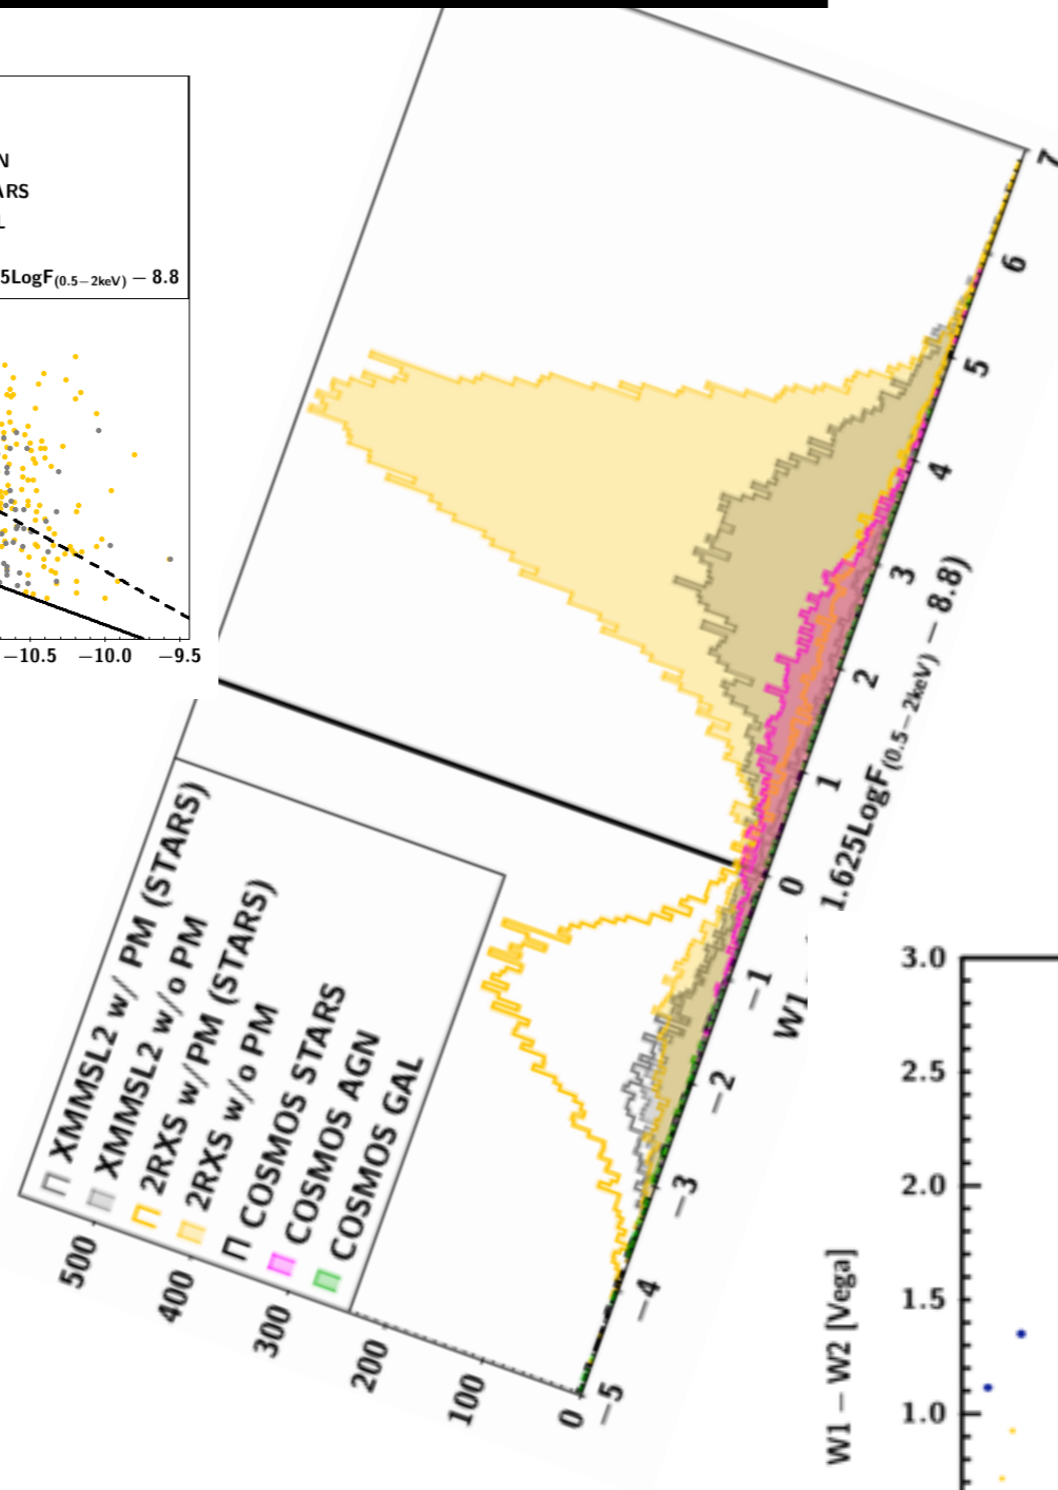 N
ARS
L
5LogF(0.5−2keV) − 8.8
−10.5 −10.0 −9.5
XMMSL2 w/ PM (STARS)
XMMSL2 w/o PM
2RXS w/PM (STARS)
2RXS w/o PM
COSMOS STARS
COSMOS AGN
COSMOS GAL
500
400
300
200
100
0
−5
−4
−3
−2
−1
0
1
2
3
4
5
6
7
W1
1.625LogF(0.5−2keV) − 8.8)
3.0
2.5
2.0
1.5
1.0
W1 − W2 [Vega]